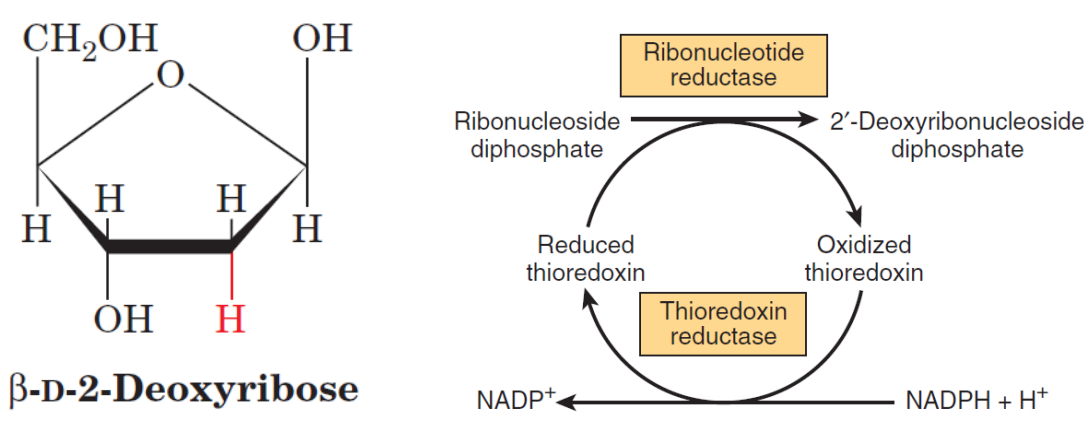 CH₂OH
OH
O
H
H
H
H
OH
H
β-D-2-Deoxyribose
Ribonucleotide
reductase
Ribonucleoside
diphosphate
2′-Deoxyribonucleoside
diphosphate
Reduced
thioredoxin
Oxidized
thioredoxin
Thioredoxin
reductase
NADP⁺
NADPH + H⁺